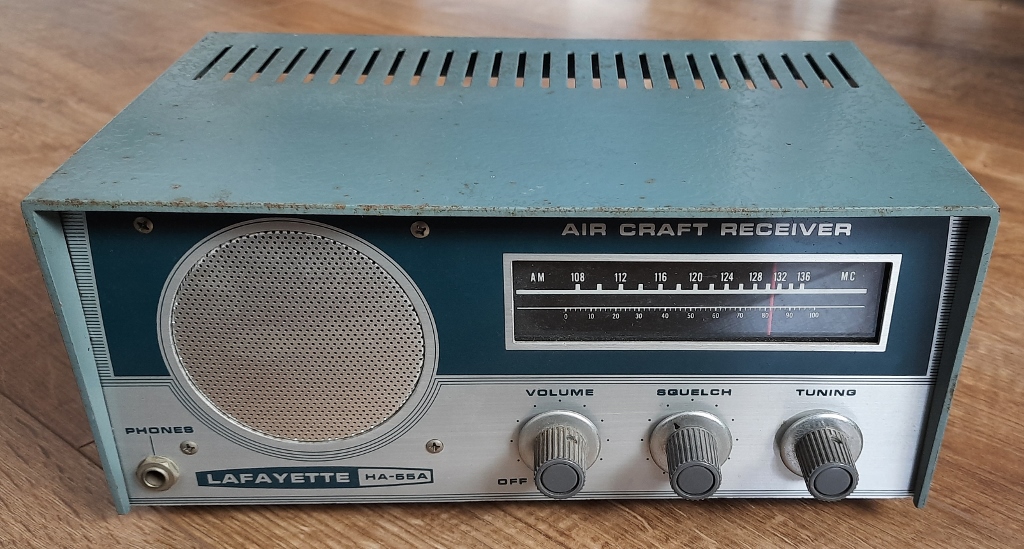 AIR CRAFT RECEIVER
AM 108 112 116 120 124 128 132 136 MC
0 10 20 30 40 50 60 70 80 90 100
VOLUME SQUELCH TUNING
PHONES
LAFAYETTE HA-55A
OFF